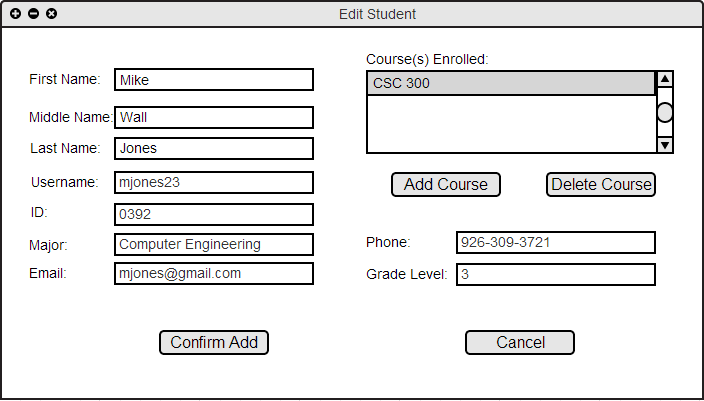 Edit Student
First Name: Mike
Middle Name: Wall
Last Name: Jones
Username: mjones23
ID: 0392
Major: Computer Engineering
Email: mjones@gmail.com
Course(s) Enrolled:
CSC 300
Add Course Delete Course
Phone: 926-309-3721
Grade Level: 3
Confirm Add Cancel